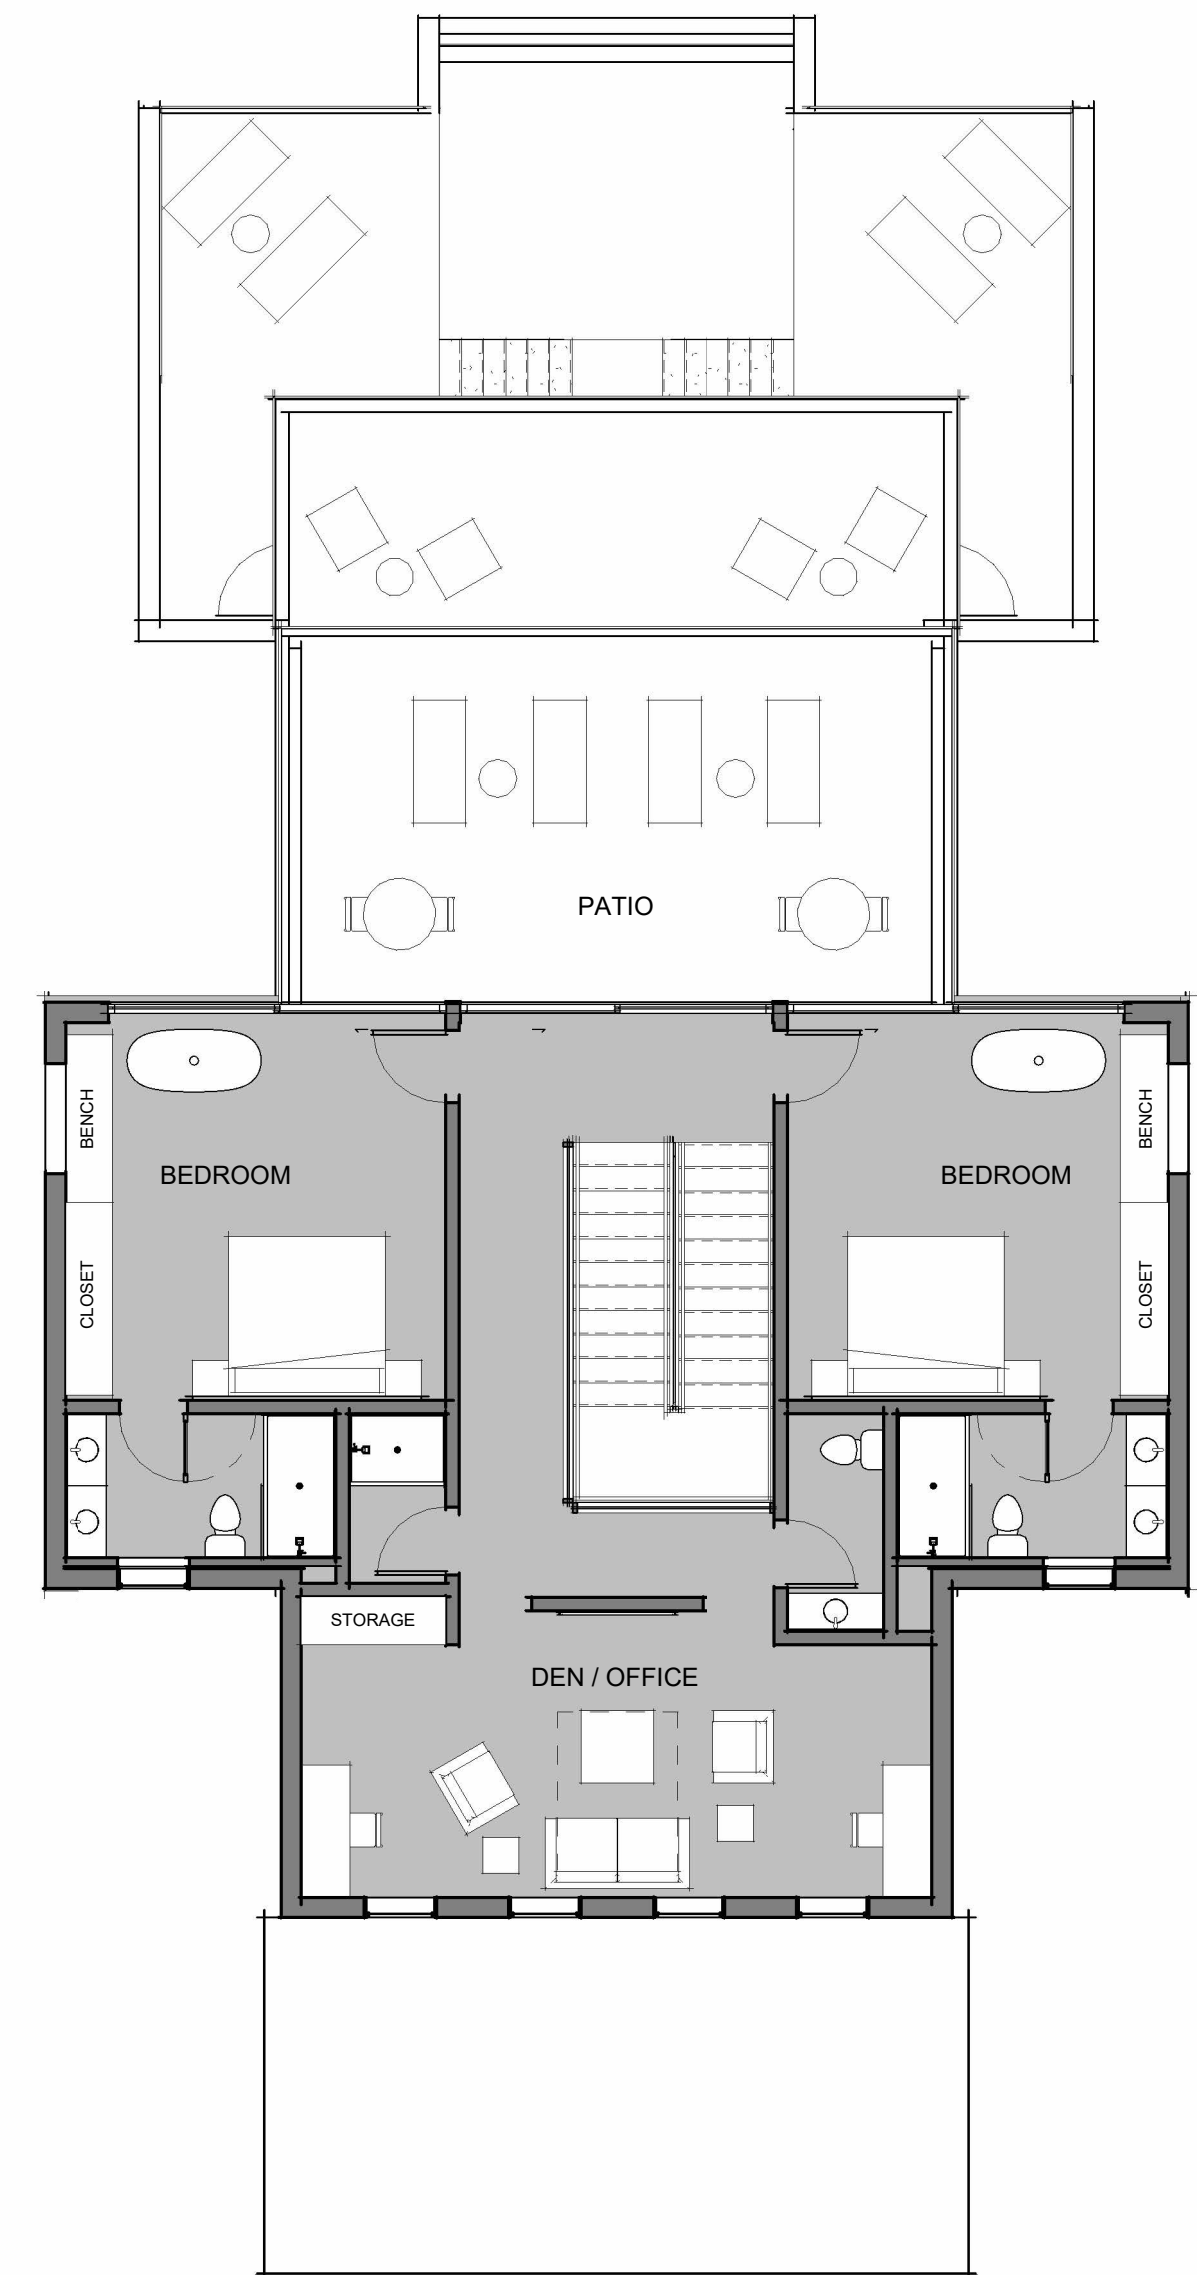 PATIO
BENCH
BEDROOM
BEDROOM
BENCH
CLOSET
CLOSET
STORAGE
DEN / OFFICE